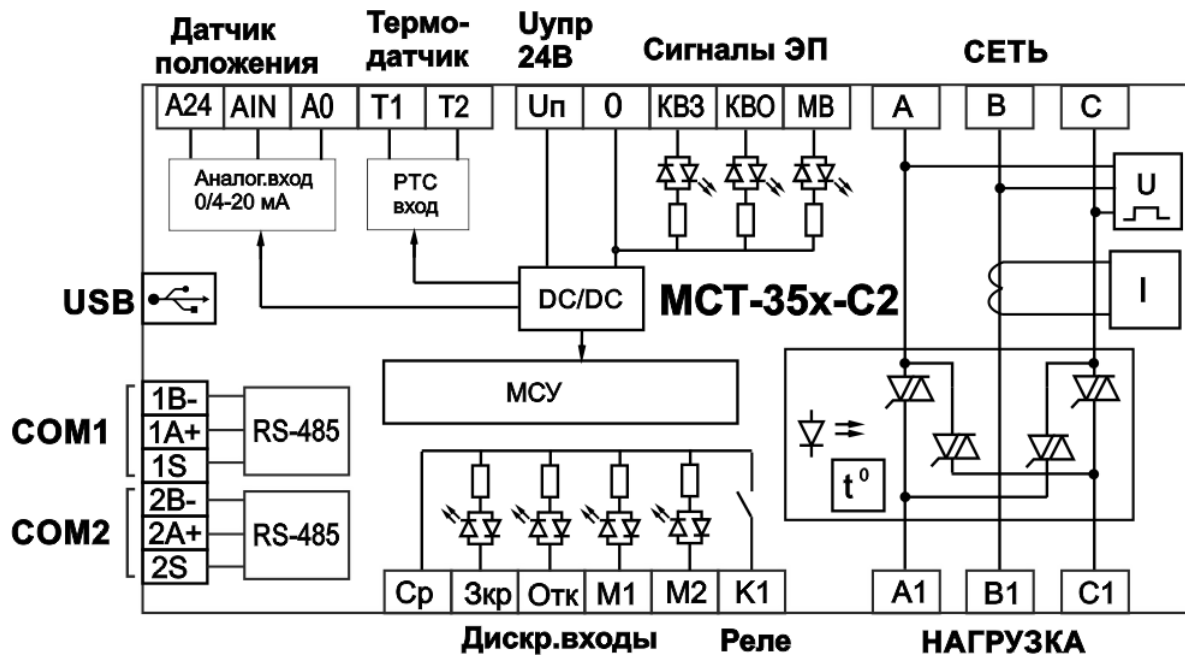 Датчик
положения
Термо-
датчик
Uупр
24В
Сигналы ЭП
СЕТЬ
A24 AIN A0 T1 T2 Uп 0 КВЗ КВО МВ A B C
Аналог.вход
0/4-20 мА
РТС
вход
U
USB
DC/DC
МСТ-35х-С2
I
МСУ
COM1
1B-
1A+
1S
RS-485
COM2
2B-
2A+
2S
RS-485
t°
Ср Зкр Отк М1 М2 К1 A1 B1 C1
Дискр.входы
Реле
НАГРУЗКА